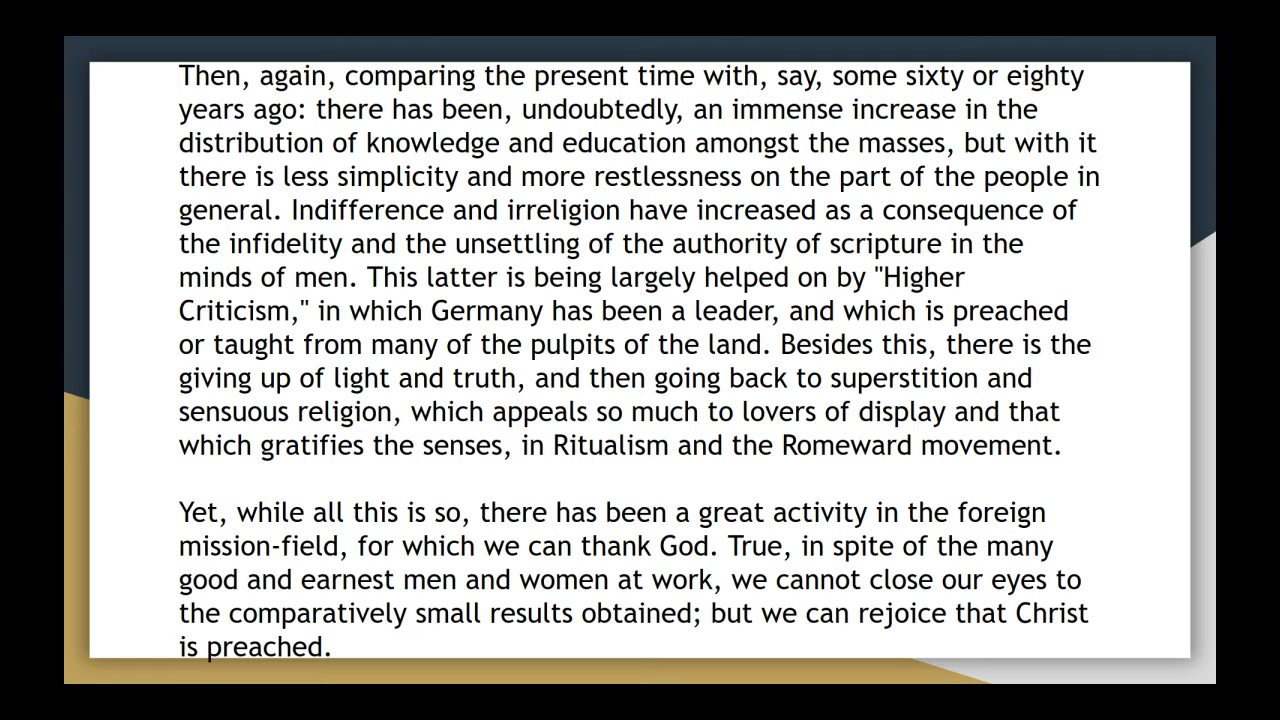 Then, again, comparing the present time with, say, some sixty or eighty
years ago: there has been, undoubtedly, an immense increase in the
distribution of knowledge and education amongst the masses, but with it
there is less simplicity and more restlessness on the part of the people in
general. Indifference and irreligion have increased as a consequence of
the infidelity and the unsettling of the authority of scripture in the
minds of men. This latter is being largely helped on by "Higher
Criticism," in which Germany has been a leader, and which is preached
or taught from many of the pulpits of the land. Besides this, there is the
giving up of light and truth, and then going back to superstition and
sensuous religion, which appeals so much to lovers of display and that
which gratifies the senses, in Ritualism and the Romeward movement.
Yet, while all this is so, there has been a great activity in the foreign
mission-field, for which we can thank God. True, in spite of the many
good and earnest men and women at work, we cannot close our eyes to
the comparatively small results obtained; but we can rejoice that Christ
is preached.